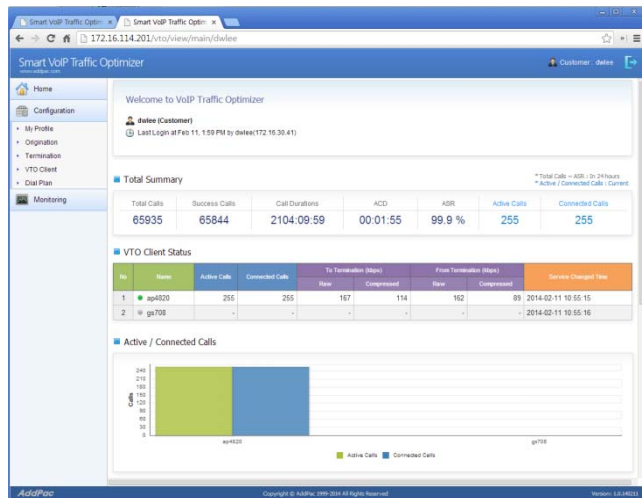 Smart VoIP Traffic Optim
Smart VoIP Traffic Optim
172.16.114.201/vto/view/main/dwlee
Smart VoIP Traffic Optimizer
www.addpac.com
Customer : dwlee
Home
Configuration
My Profile
Origination
Termination
VTO Client
Dial Plan
Monitoring
Welcome to VoIP Traffic Optimizer
dwlee (Customer)
Last Login at Feb 11, 1:59 PM by dwlee(172.16.30.41)
Total Summary
* Total Calls ~ ASR : In 24 hours
* Active / Connected Calls : Current
Total Calls Success Calls Call Durations ACD ASR Active Calls Connected Calls
65935 65844 2104:09:59 00:01:55 99.9 % 255 255
VTO Client Status
No Name Active Calls Connected Calls To Termination (kbps) From Termination (kbps) Service Changed Time
Raw Compressed Raw Compressed
1 ap4820 255 255 167 114 162 89 2014-02-11 10:55:15
2 gs708 - - - - - - 2014-02-11 10:55:16
Active / Connected Calls
Calls
240
210
180
150
120
90
60
30
0
ap4820 gs708
Active Calls Connected Calls
AddPac
Copyright © AddPac 1999-2014 All Rights Reserved